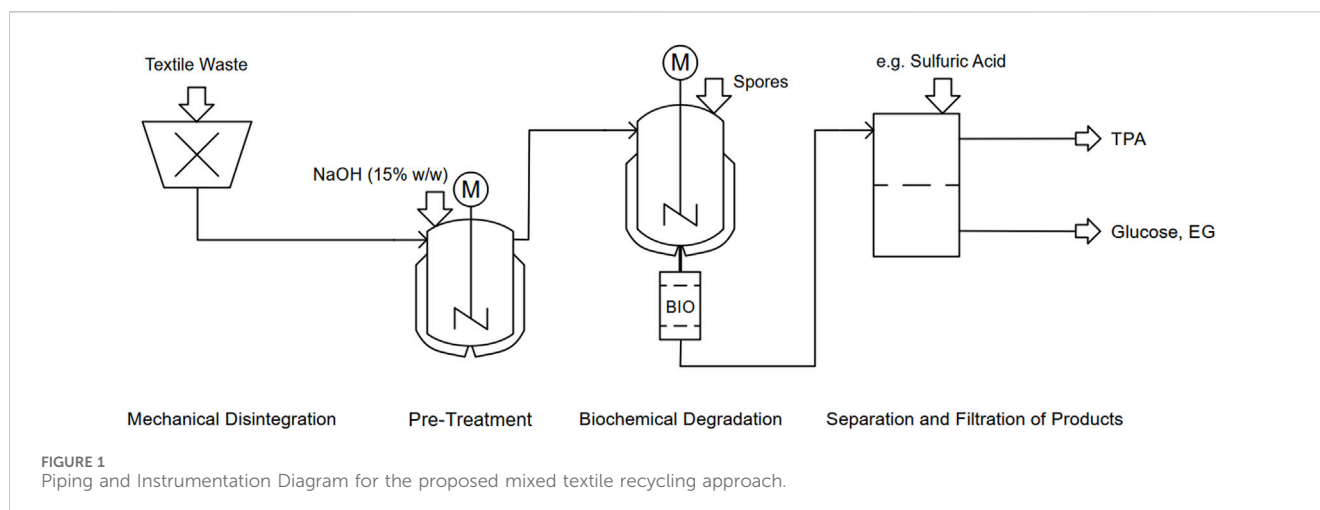 Textile Waste
NaOH (15% w/w)
M
M
Spores
BIO
e.g. Sulfuric Acid
TPA
Glucose, EG
Mechanical Disintegration
Pre-Treatment
Biochemical Degradation
Separation and Filtration of Products
FIGURE 1
Piping and Instrumentation Diagram for the proposed mixed textile recycling approach.